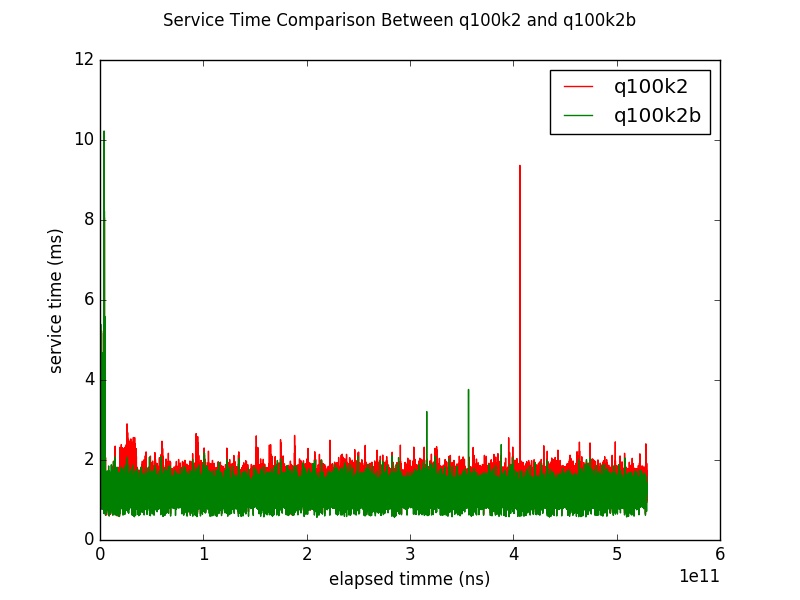 Service Time Comparison Between q100k2 and q100k2b
q100k2
q100k2b
service time (ms)
12
10
8
6
4
2
0
0 1 2 3 4 5 6
1e11
elapsed timme (ns)